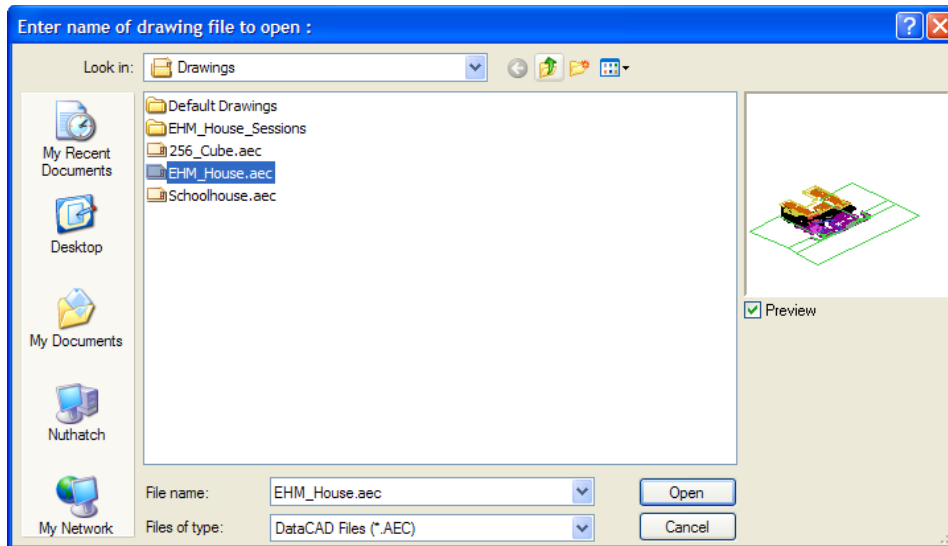 Enter name of drawing file to open :
Look in: Drawings
My Recent
Documents
Desktop
My Documents
Nuthatch
My Network
Default Drawings
EHM_House_Sessions
256_Cube.aec
EHM_House.aec
Schoolhouse.aec
Preview
File name: EHM_House.aec Open
Files of type: DataCAD Files (*.AEC) Cancel